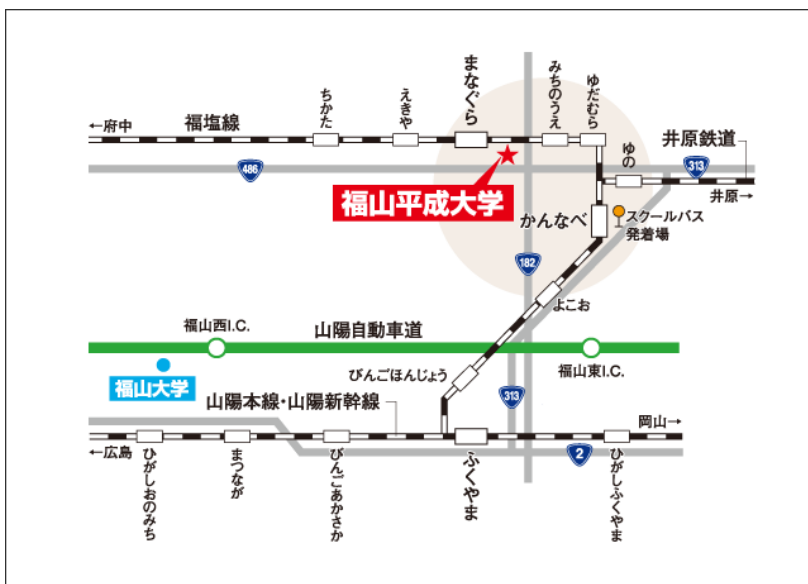 まなぐら
みちのうえ
ゆだむら
ちかた
えきや
←府中
福塩線
井原鉄道
ゆの
313
486
井原→
福山平成大学
かんなべ
スクールバス
発着場
182
よこお
福山西I.C.
山陽自動車道
福山東I.C.
福山大学
びんごほんじょう
313
山陽本線・山陽新幹線
岡山→
←広島
2
ひがしおのみち
まつなが
びんごあかさか
ふくやま
ひがしふくやま